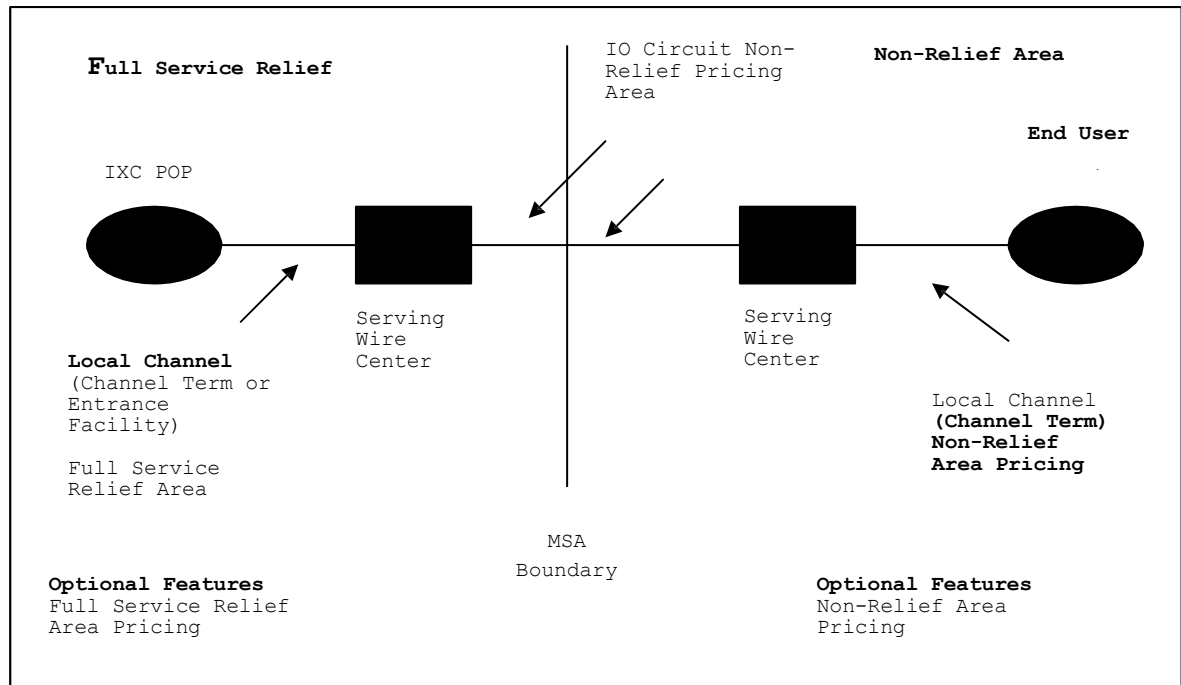 Full Service Relief
IO Circuit Non-
Relief Pricing
Area
Non-Relief Area
End User
IXC POP
Serving
Wire
Center
Serving
Wire
Center
Local Channel
(Channel Term or
Entrance
Facility)
Full Service
Relief Area
Local Channel
(Channel Term)
Non-Relief
Area Pricing
MSA
Boundary
Optional Features
Full Service Relief
Area Pricing
Optional Features
Non-Relief Area
Pricing